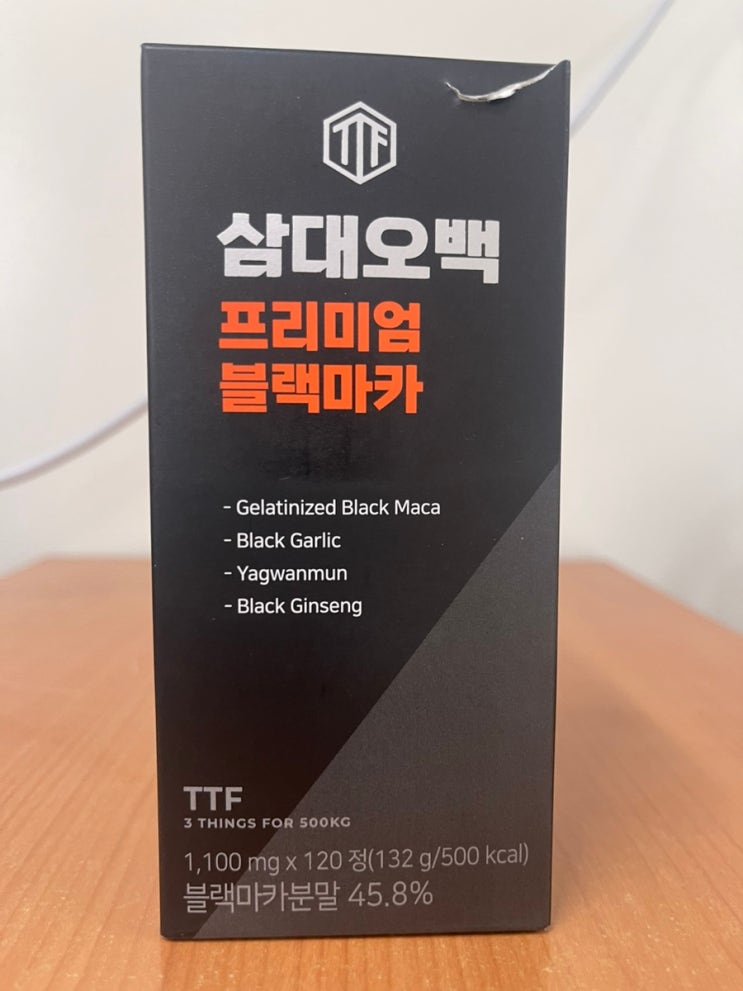 TTF
삼대오백
프리미엄
블랙마카
- Gelatinized Black Maca
- Black Garlic
- Yagwanmun
- Black Ginseng
TTF
3 THINGS FOR 500KG
1,100 mg x 120 정(132 g/500 kcal)
블랙마카분말 45.8%